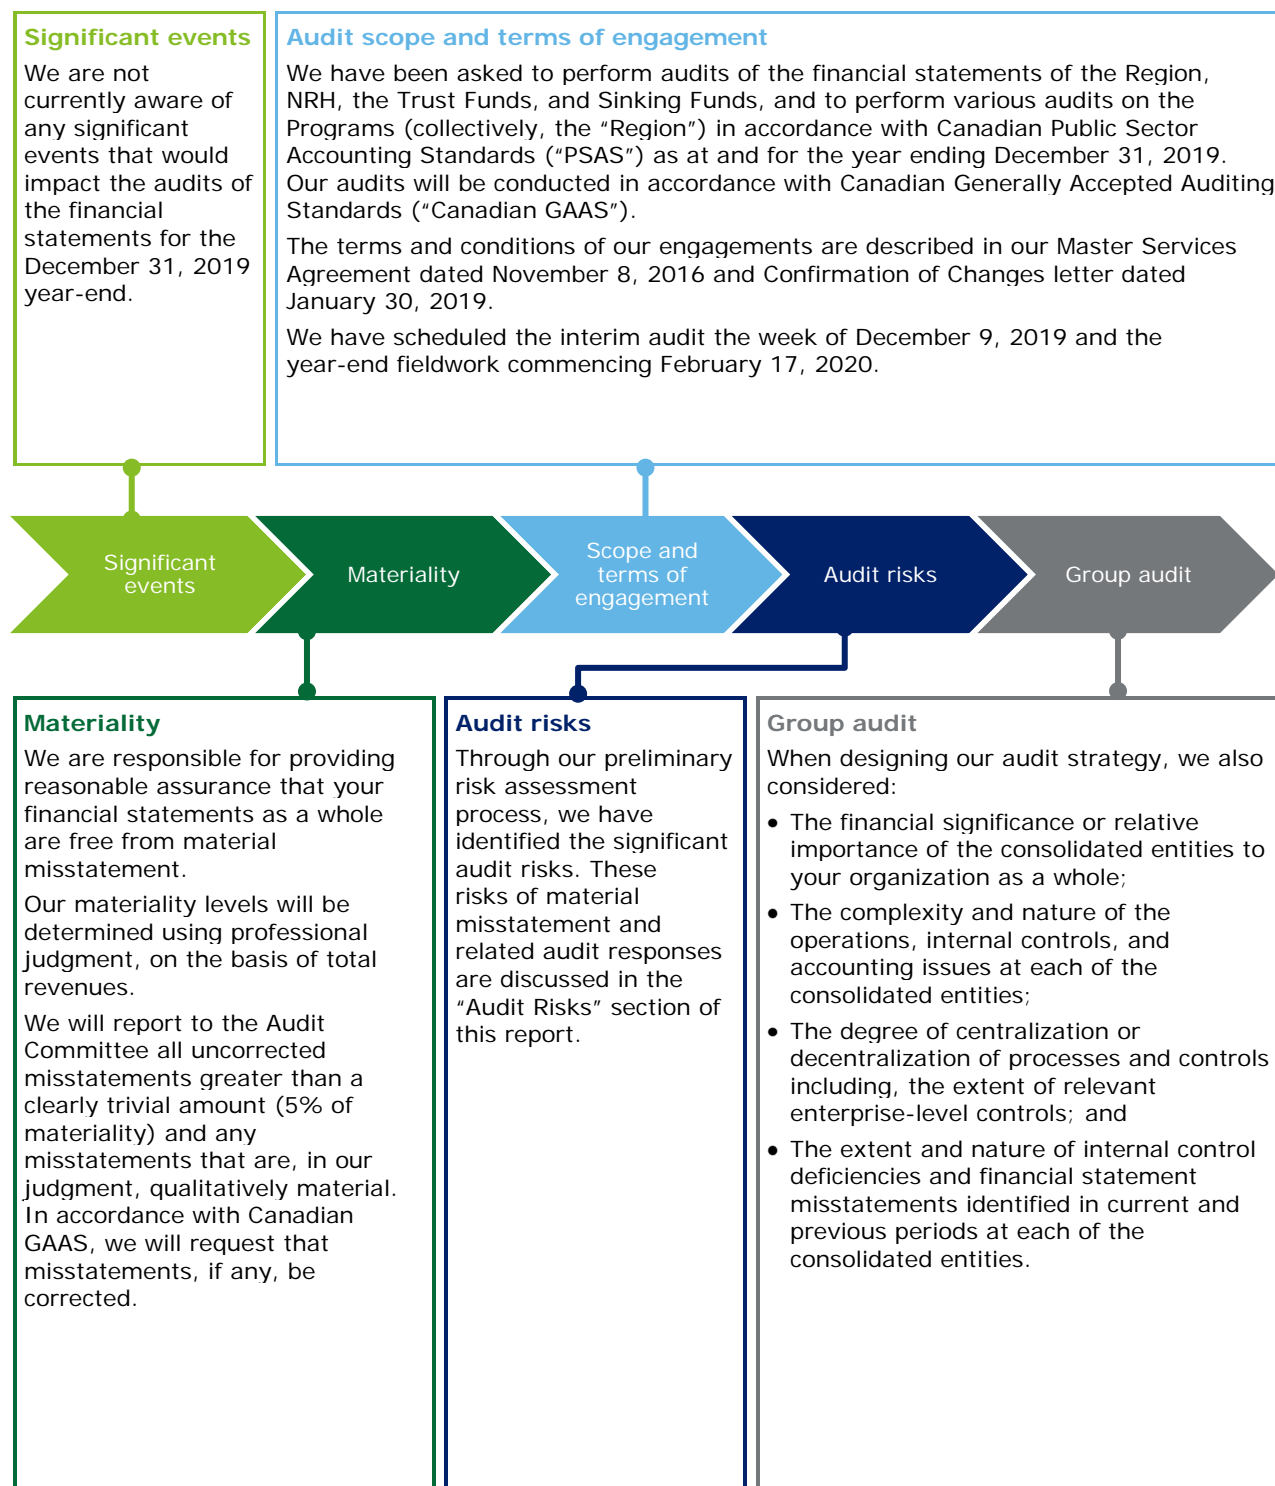 Significant events
We are not
currently aware of
any significant
events that would
impact the audits of
the financial
statements for the
December 31, 2019
year-end.
Audit scope and terms of engagement
We have been asked to perform audits of the financial statements of the Region,
NRH, the Trust Funds, and Sinking Funds, and to perform various audits on the
Programs (collectively, the “Region”) in accordance with Canadian Public Sector
Accounting Standards (“PSAS”) as at and for the year ending December 31, 2019.
Our audits will be conducted in accordance with Canadian Generally Accepted Auditing
Standards (“Canadian GAAS”).
The terms and conditions of our engagements are described in our Master Services
Agreement dated November 8, 2016 and Confirmation of Changes letter dated
January 30, 2019.
We have scheduled the interim audit the week of December 9, 2019 and the
year-end fieldwork commencing February 17, 2020.
Significant
events
Materiality
Scope and
terms of
engagement
Audit risks
Group audit
Materiality
We are responsible for providing
reasonable assurance that your
financial statements as a whole
are free from material
misstatement.
Our materiality levels will be
determined using professional
judgment, on the basis of total
revenues.
We will report to the Audit
Committee all uncorrected
misstatements greater than a
clearly trivial amount (5% of
materiality) and any
misstatements that are, in our
judgment, qualitatively material.
In accordance with Canadian
GAAS, we will request that
misstatements, if any, be
corrected.
Audit risks
Through our preliminary
risk assessment
process, we have
identified the significant
audit risks. These
risks of material
misstatement and
related audit responses
are discussed in the
“Audit Risks” section of
this report.
Group audit
When designing our audit strategy, we also
considered:
• The financial significance or relative
importance of the consolidated entities to
your organization as a whole;
• The complexity and nature of the
operations, internal controls, and
accounting issues at each of the
consolidated entities;
• The degree of centralization or
decentralization of processes and controls
including, the extent of relevant
enterprise-level controls; and
• The extent and nature of internal control
deficiencies and financial statement
misstatements identified in current and
previous periods at each of the
consolidated entities.